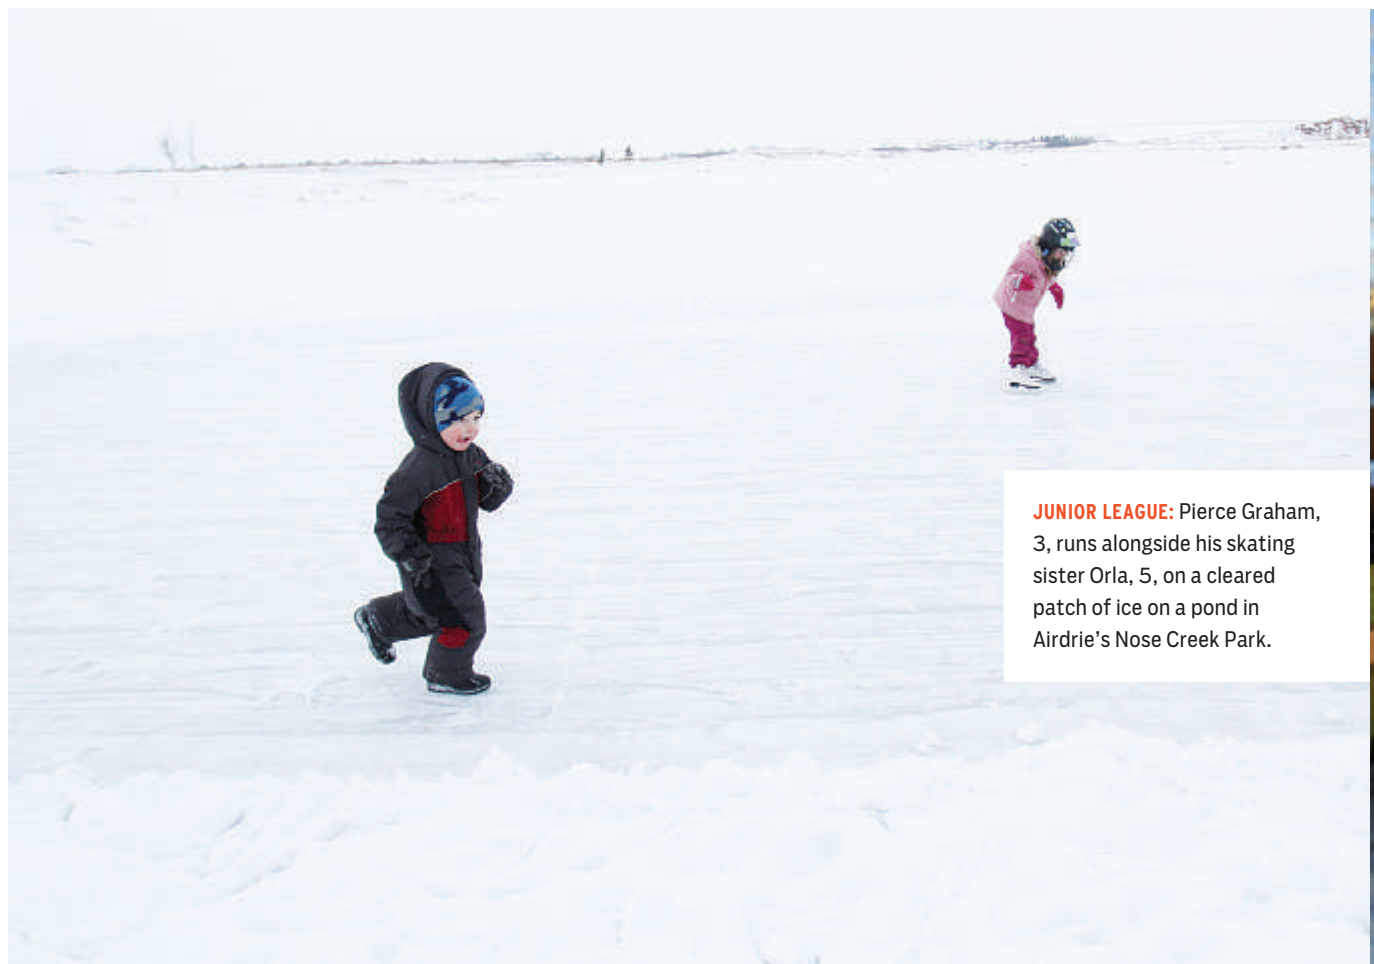 JUNIOR LEAGUE: Pierce Graham,
3, runs alongside his skating
sister Orla, 5, on a cleared
patch of ice on a pond in
Airdrie’s Nose Creek Park.